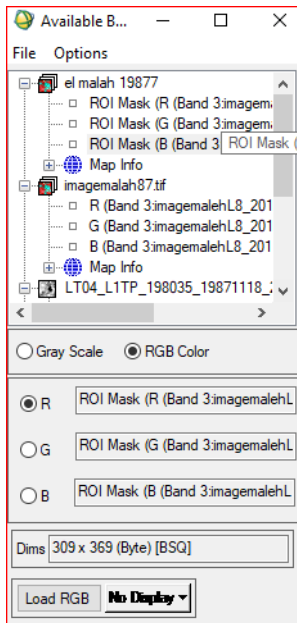 Available B...
File Options
el malah 19877
ROI Mask (R (Band 3:imagema
ROI Mask (G (Band 3:imagem
ROI Mask (B (Band 3 ROI Mask (
Map Info
imagemalah87.tif
R (Band 3:imagemalehL8_201
G (Band 3:imagemalehL8_201
B (Band 3:imagemalehL8_201
Map Info
LT04_L1TP_198035_19871118_2
Gray Scale RGB Color
R ROI Mask (R (Band 3:imagemalehL
G ROI Mask (G (Band 3:imagemalehL
B ROI Mask (B (Band 3:imagemalehL
Dims 309 x 369 (Byte) [BSQ]
Load RGB No Display